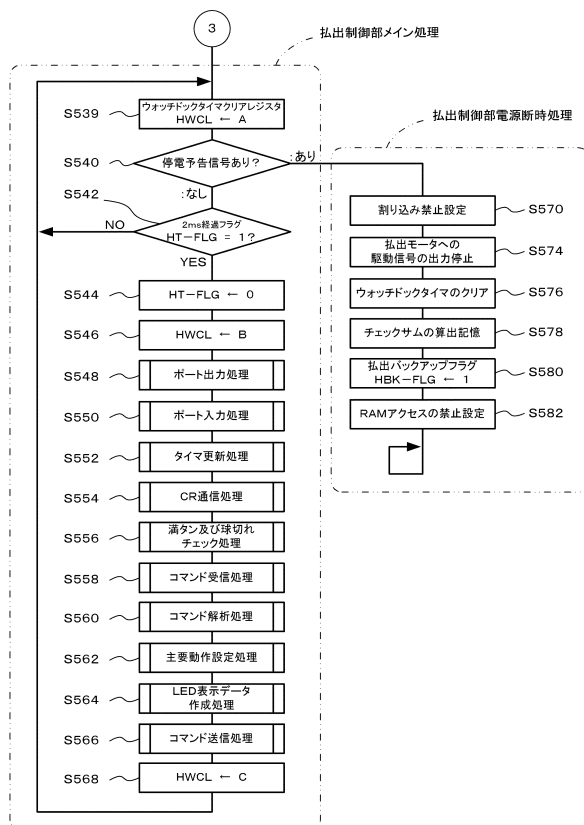 3
払出制御部メイン処理
S539
ウォッチドックタイマクリアレジスタ
HWCL ← A
払出制御部電源断時処理
S540
停電予告信号あり?
:あり
:なし
S542
2ms経過フラグ
HT-FLG = 1?
NO
YES
S544
HT-FLG ← 0
S546
HWCL ← B
S548
ポート出力処理
S550
ポート入力処理
S552
タイマ更新処理
S554
CR通信処理
S556
満タン及び球切れ
チェック処理
S558
コマンド受信処理
S560
コマンド解析処理
S562
主要動作設定処理
S564
LED表示データ
作成処理
S566
コマンド送信処理
S568
HWCL ← C
割り込み禁止設定
S570
払出モータへの
駆動信号の出力停止
S574
ウォッチドックタイマのクリア
S576
チェックサムの算出記憶
S578
払出バックアップフラグ
HBK-FLG ← 1
S580
RAMアクセスの禁止設定
S582